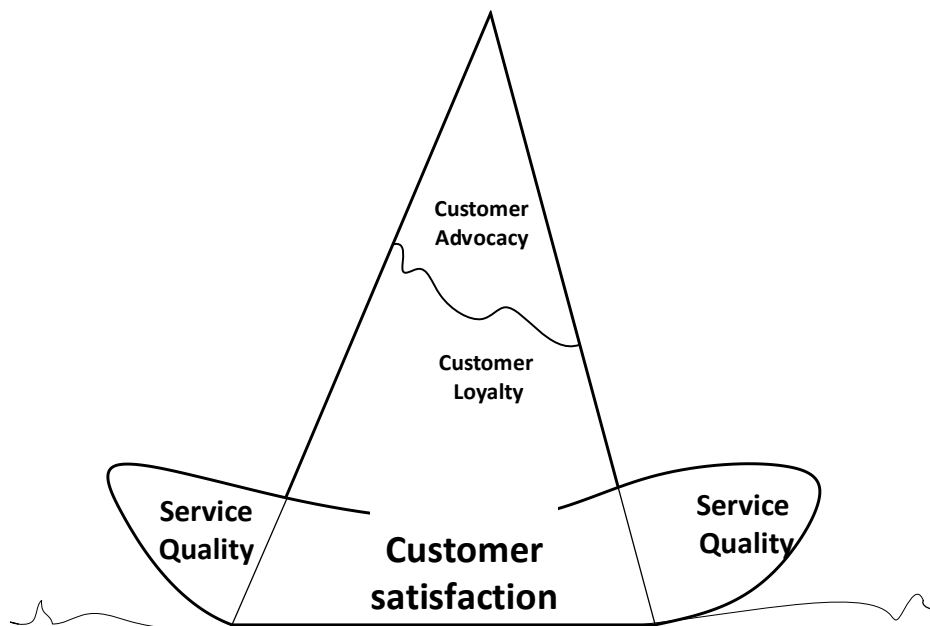 Customer
Advocacy
Customer
Loyalty
Service
Quality
Customer
satisfaction
Service
Quality